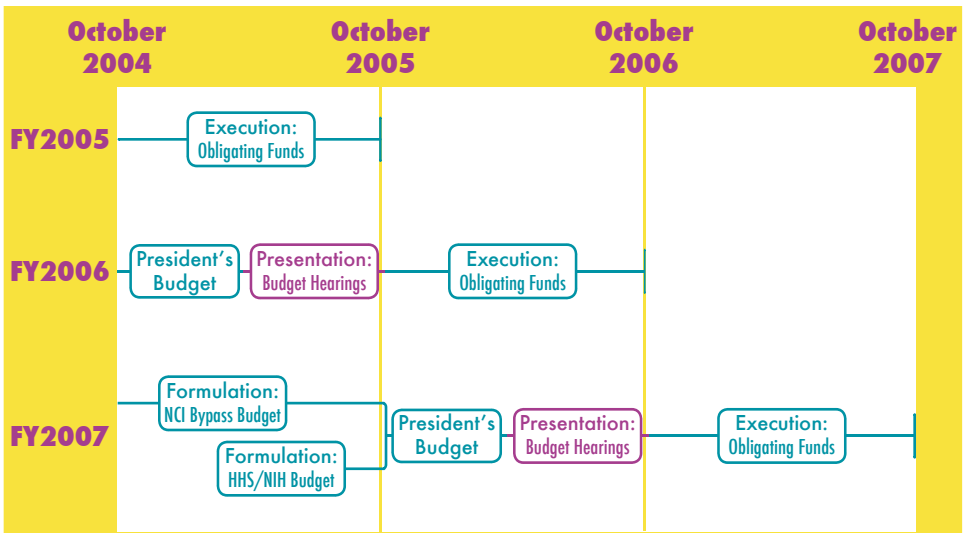 October
2004
October
2005
October
2006
October
2007
FY2005
Execution:
Obligating Funds
FY2006
President's
Budget
Presentation:
Budget Hearings
Execution:
Obligating Funds
FY2007
Formulation:
NCI Bypass Budget
Formulation:
HHS/NIH Budget
President's
Budget
Presentation:
Budget Hearings
Execution:
Obligating Funds